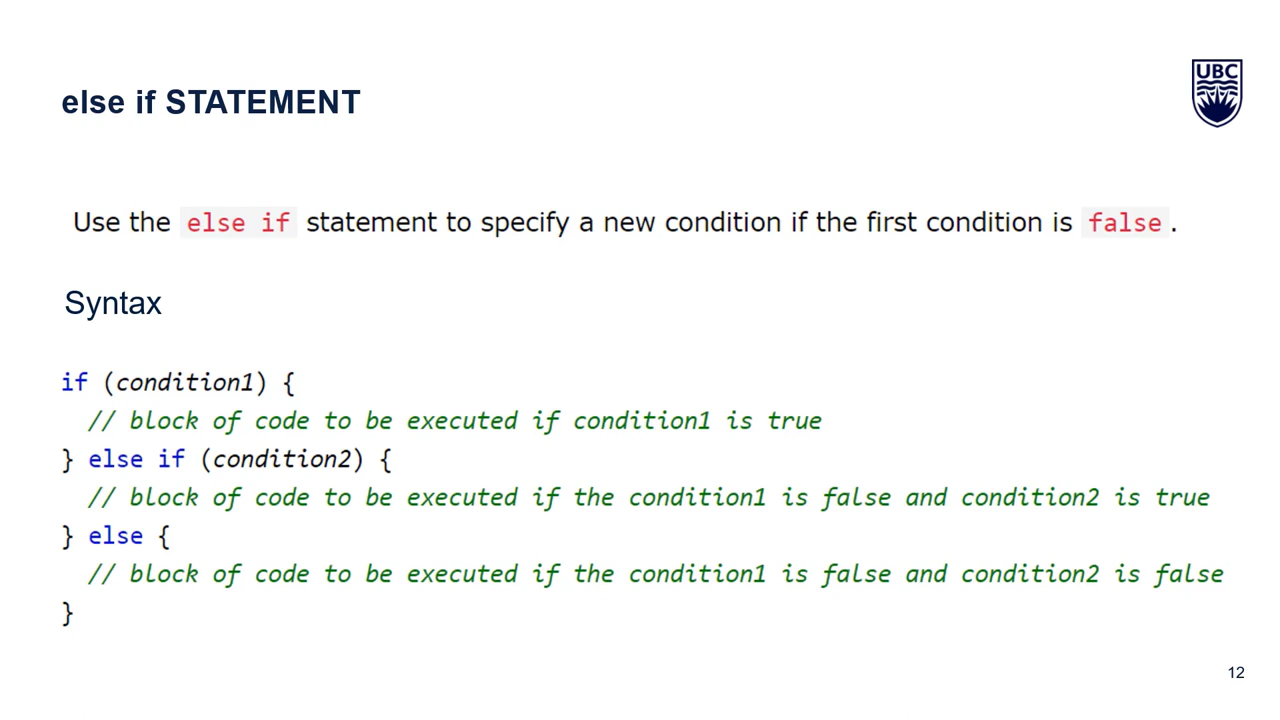 UBC
else if STATEMENT
Use the else if statement to specify a new condition if the first condition is false.
Syntax
if (condition1) {
  // block of code to be executed if condition1 is true
} else if (condition2) {
  // block of code to be executed if the condition1 is false and condition2 is true
} else {
  // block of code to be executed if the condition1 is false and condition2 is false
}
12